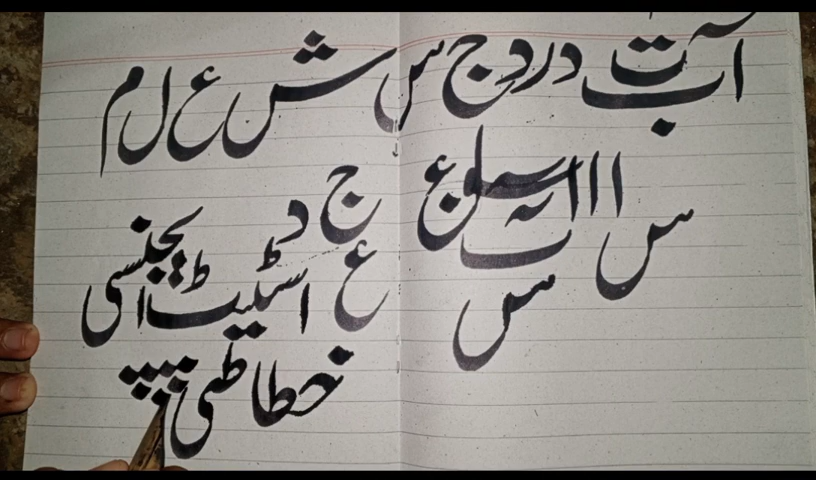 آ ب ت د ر د ج س ش ع ل م
ا ا ا س ل و ع
ج د ت س
ع س
اسٹیٹ ایجنسی
خطاطی